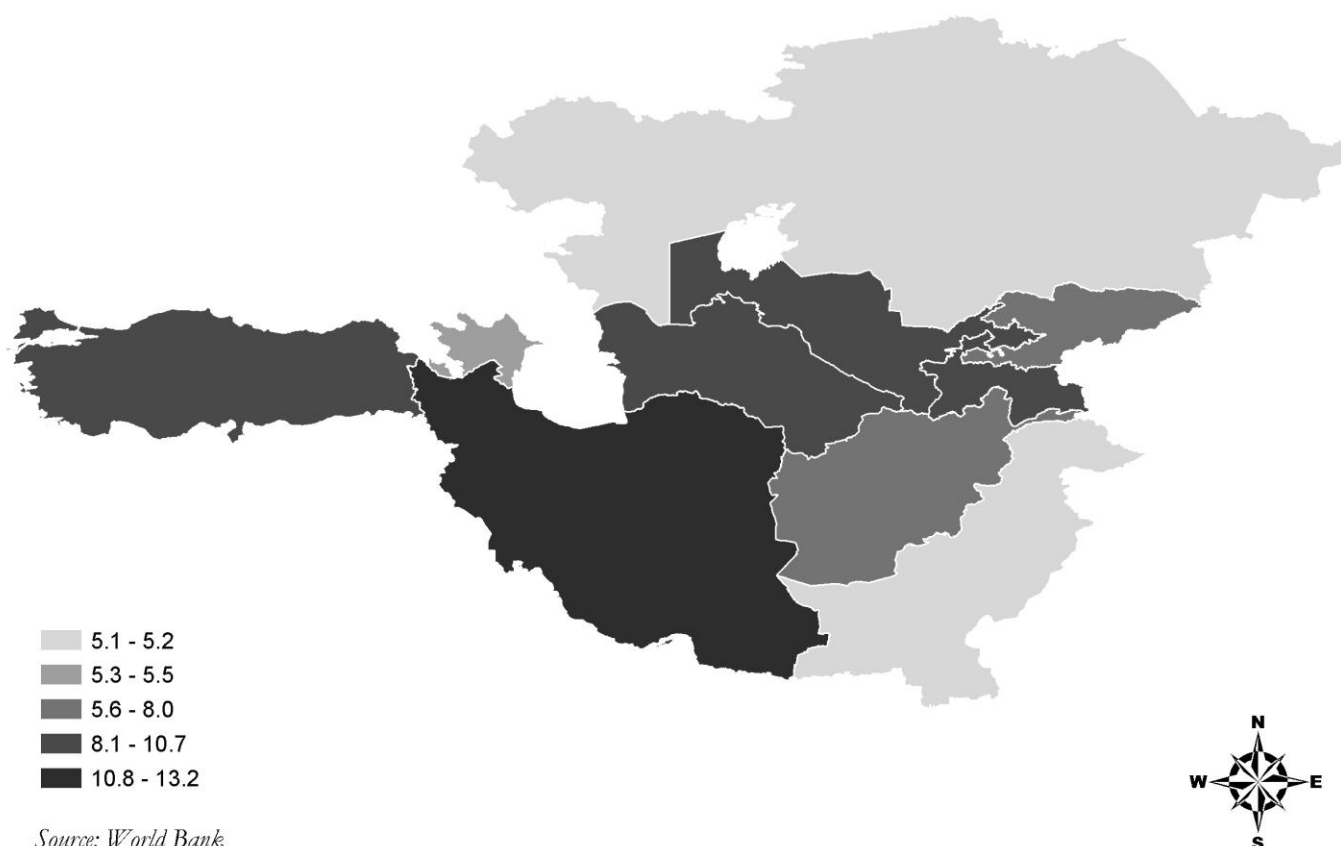 5.1 - 5.2
5.3 - 5.5
5.6 - 8.0
8.1 - 10.7
10.8 - 13.2
Source: World Bank
N
W E
S